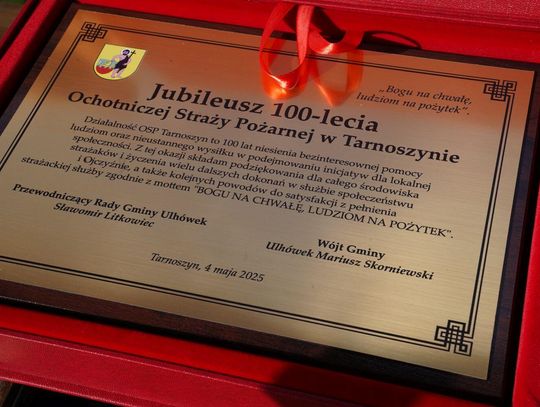 „Bogu na chwałę,
ludziom na pożytek”.
Jubileusz 100-lecia
Ochotniczej Straży Pożarnej w Tarnoszynie
Działalność OSP Tarnoszyn to 100 lat niesienia bezinteresownej pomocy
ludziom oraz nieustannego wysiłku w podejmowaniu inicjatyw dla lokalnej
społeczności. Z tej okazji składam podziękowania dla całego środowiska
strażaków i życzenia wielu dalszych dokonań w służbie społeczeństwu
i Ojczyźnie, a także kolejnych powodów do satysfakcji z pełnienia
strażackiej służby zgodnie z mottem "BOGU NA CHWAŁĘ, LUDZIOM NA POŻYTEK".
Przewodniczący Rady Gminy Ulhówek
Sławomir Litkowiec
Wójt Gminy
Ulhówek Mariusz Skorniewski
Tarnoszyn, 4 maja 2025